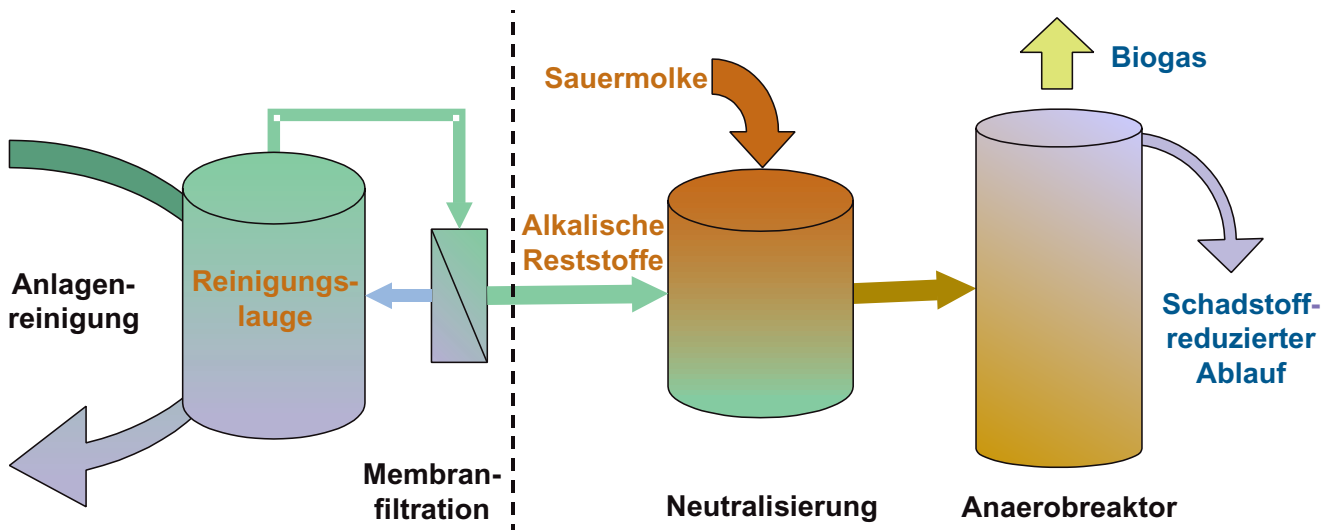 Anlagen-
reinigung
Reinigungs-
lauge
Membran-
filtration
Alkalische
Reststoffe
Sauermolke
Neutralisierung
Biogas
Anaerobreaktor
Schadstoff-
reduzierter
Ablauf